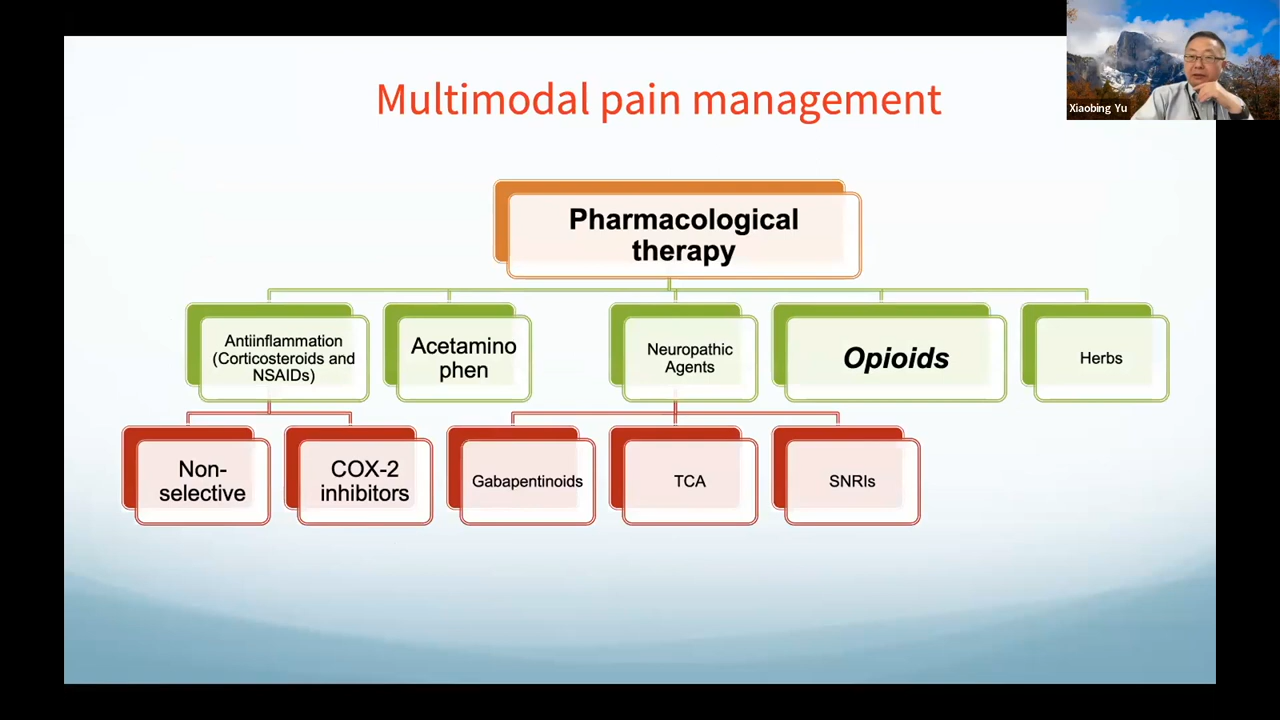 Multimodal pain management
Xiaobing Yu
Pharmacological
therapy
Antiinflammation
(Corticosteroids and
NSAIDs)
Acetamino
phen
Neuropathic
Agents
Opioids
Herbs
Non-
selective
COX-2
inhibitors
Gabapentinoids
TCA
SNRIs